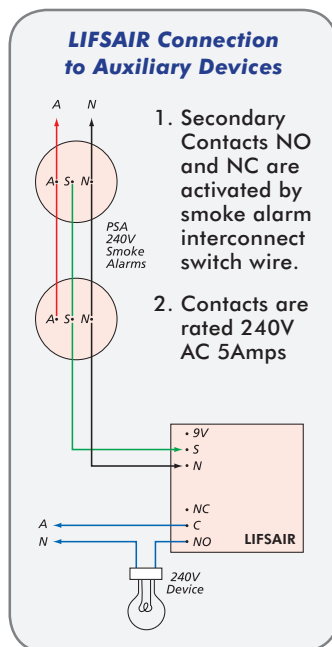 LIFSAIR Connection
to Auxiliary Devices
A N
1. Secondary
Contacts NO
and NC are
activated by
smoke alarm
interconnect
switch wire.
2. Contacts are
rated 240V
AC 5Amps
A S N
PSA
240V
Smoke
Alarms
A S N
9V
S
N
NC
C
NO
LIFSAIR
A
N
240V
Device